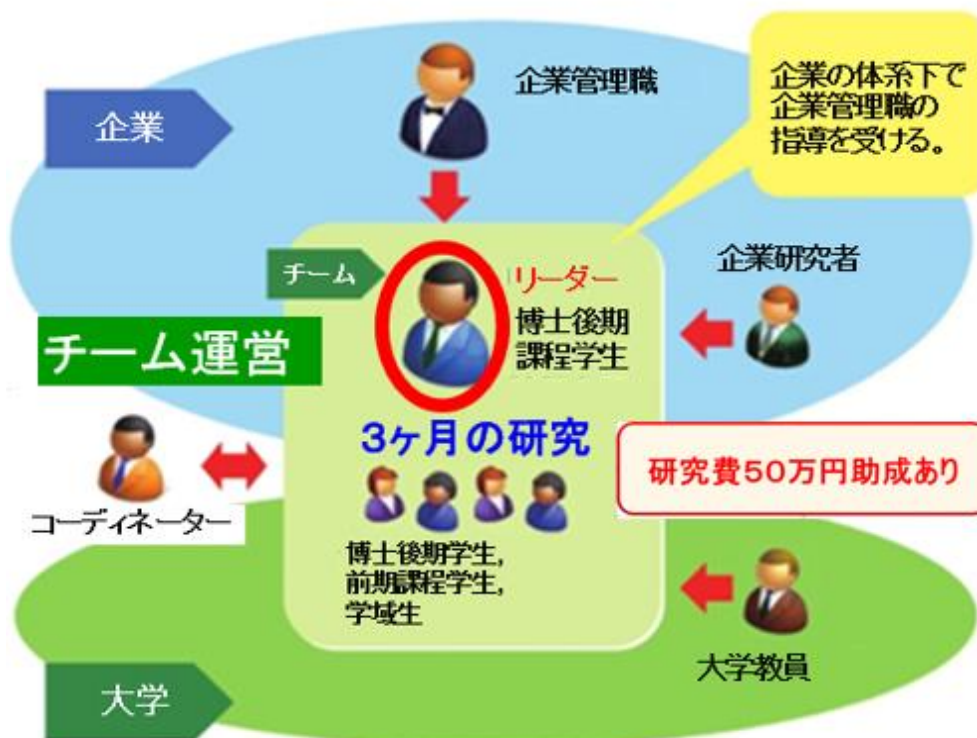 企業管理職
企業の体系下で
企業管理職の
指導を受ける。
企業
チーム
リーダー
博士後期
課程学生
企業研究者
チーム運営
3ヶ月の研究
研究費50万円助成あり
コーディネーター
博士後期学生,
前期課程学生,
学域生
大学教員
大学